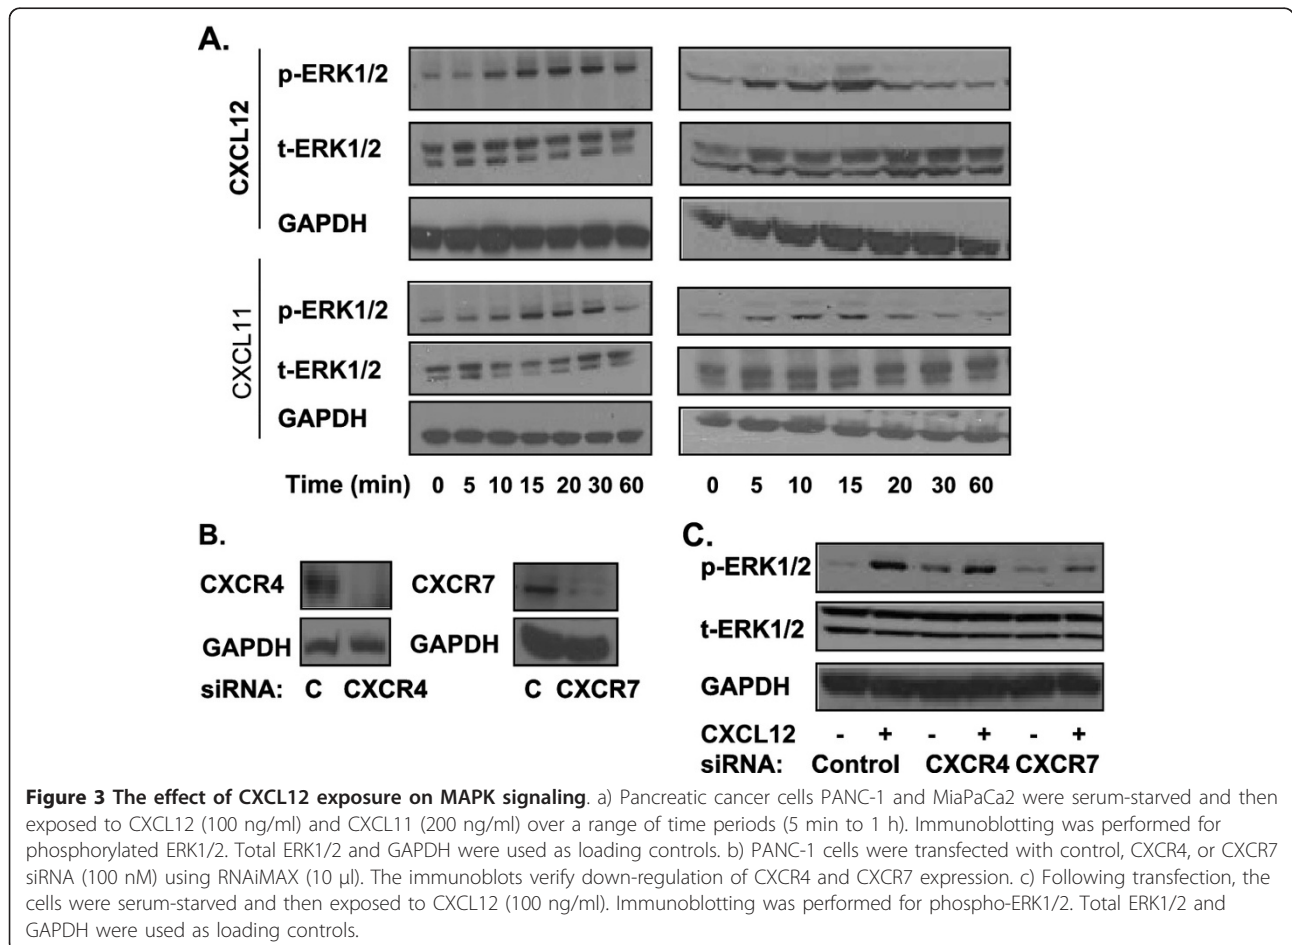 A.
CXCL12
p-ERK1/2
t-ERK1/2
GAPDH
CXCL11
p-ERK1/2
t-ERK1/2
GAPDH
Time (min) 0 5 10 15 20 30 60 0 5 10 15 20 30 60
B.
CXCR4 CXCR7
GAPDH GAPDH
siRNA: C CXCR4 C CXCR7
C.
p-ERK1/2
t-ERK1/2
GAPDH
CXCL12 - + - + - +
siRNA: Control CXCR4 CXCR7
Figure 3 The effect of CXCL12 exposure on MAPK signaling. a) Pancreatic cancer cells PANC-1 and MiaPaCa2 were serum-starved and then
exposed to CXCL12 (100 ng/ml) and CXCL11 (200 ng/ml) over a range of time periods (5 min to 1 h). Immunoblotting was performed for
phosphorylated ERK1/2. Total ERK1/2 and GAPDH were used as loading controls. b) PANC-1 cells were transfected with control, CXCR4, or CXCR7
siRNA (100 nM) using RNAiMAX (10 μl). The immunoblots verify down-regulation of CXCR4 and CXCR7 expression. c) Following transfection, the
cells were serum-starved and then exposed to CXCL12 (100 ng/ml). Immunoblotting was performed for phospho-ERK1/2. Total ERK1/2 and
GAPDH were used as loading controls.